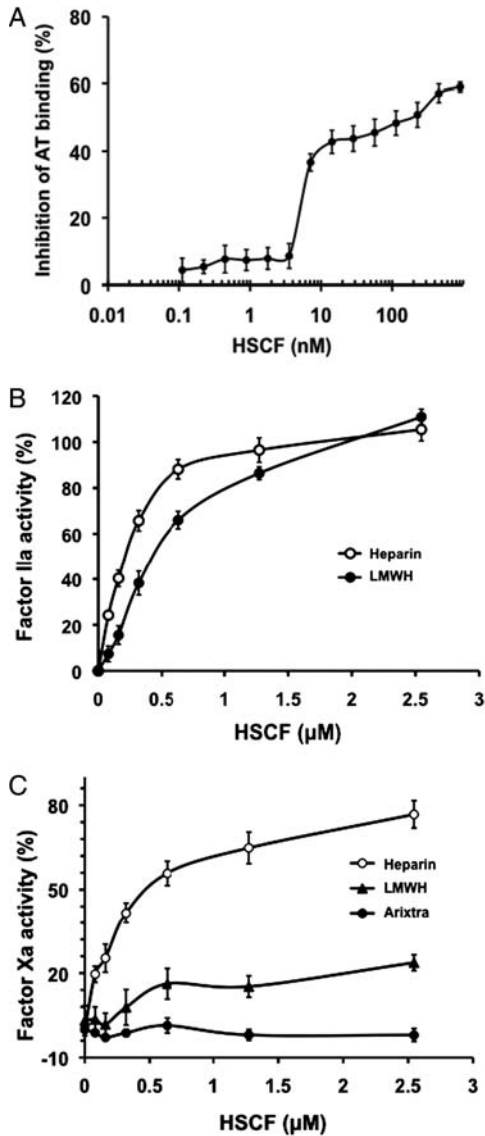 A
Inhibition of AT binding (%)
80
60
40
20
0
0.01
0.1
1
10
100
HSCF (nM)
B
Factor IIa activity (%)
120
100
80
60
40
20
0
Heparin
LMWH
0
0.5
1
1.5
2
2.5
3
HSCF (µM)
C
Factor Xa activity (%)
80
50
20
-10
Heparin
LMWH
Arixtra
0
0.5
1
1.5
2
2.5
3
HSCF (µM)